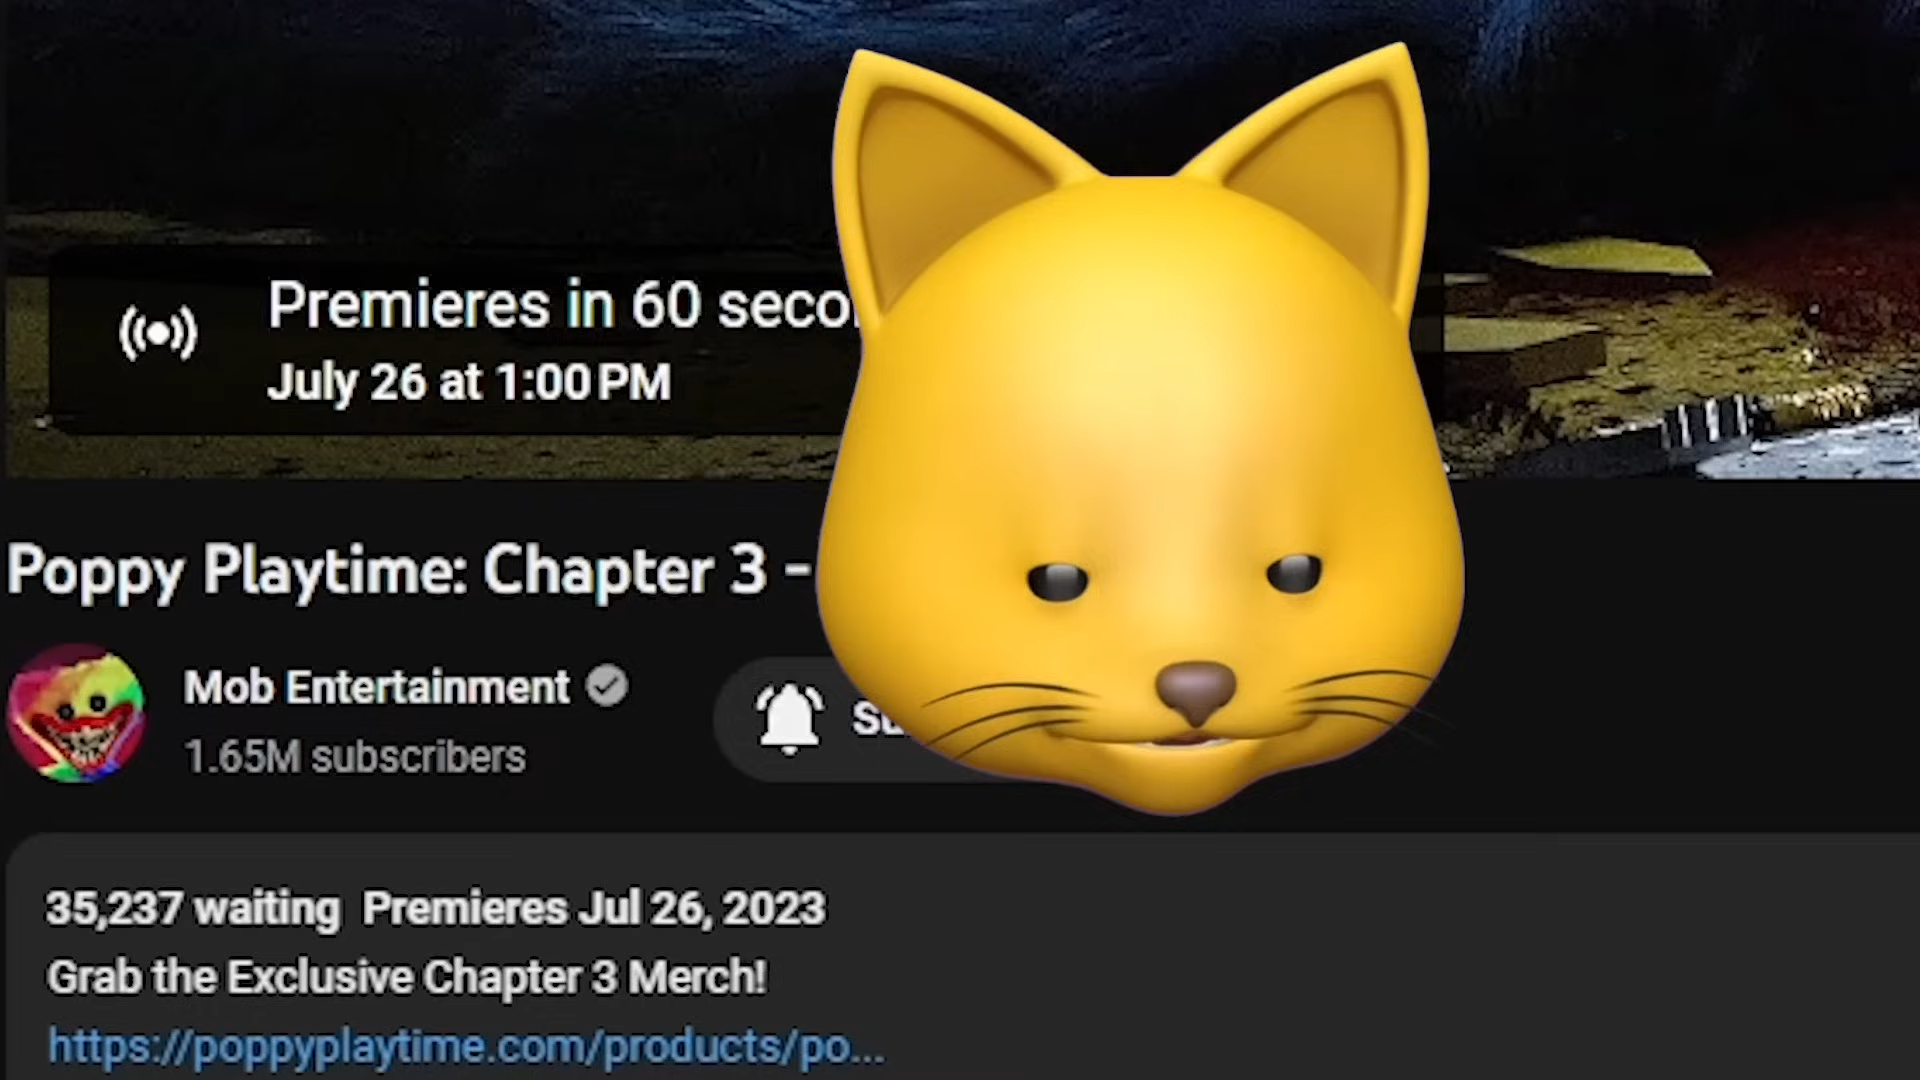 Premieres in 60
July 26 at 1:00 PM
Poppy Playtime: Chapter 3 -
Mob Entertainment
1.65M subscribers
35,237 waiting Premieres Jul 26, 2023
Grab the Exclusive Chapter 3 Merch!
https://poppyplaytime.com/products/po...